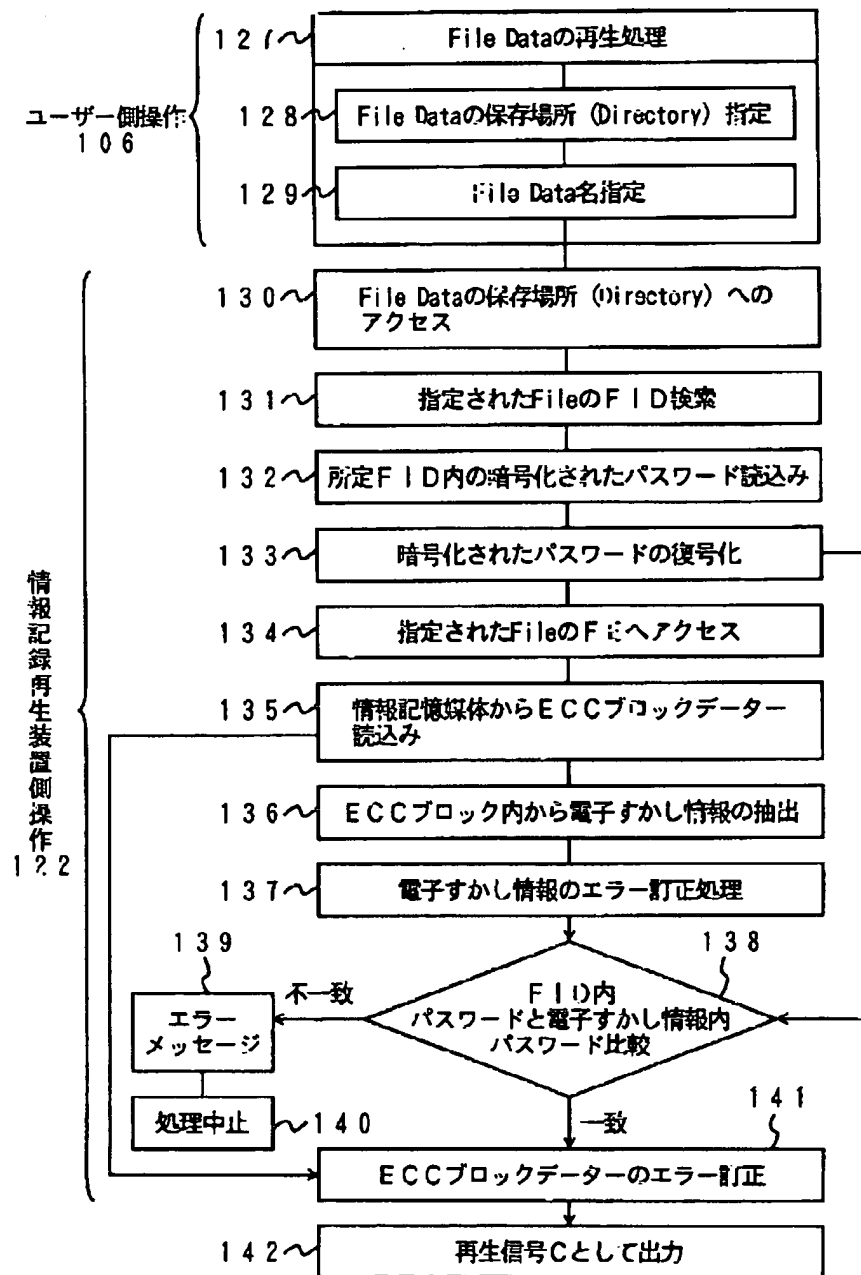 127
File Dataの再生処理
ユーザー側操作
106
128
File Dataの保存場所（Directory）指定
129
File Data名指定
130
File Dataの保存場所（Directory）への
アクセス
131
指定されたFileのFID検索
132
所定FID内の暗号化されたパスワード読込み
133
暗号化されたパスワードの復号化
134
指定されたFileのFEへアクセス
情報記録再生装置側操作
122
135
情報記憶媒体からECCブロックデーター
読込み
136
ECCブロック内から電子すかし情報の抽出
137
電子すかし情報のエラー訂正処理
139
138
不一致
エラー
メッセージ
FID内
パスワードと電子すかし情報内
パスワード比較
処理中止
140
一致
141
ECCブロックデーターのエラー訂正
142
再生信号Cとして出力